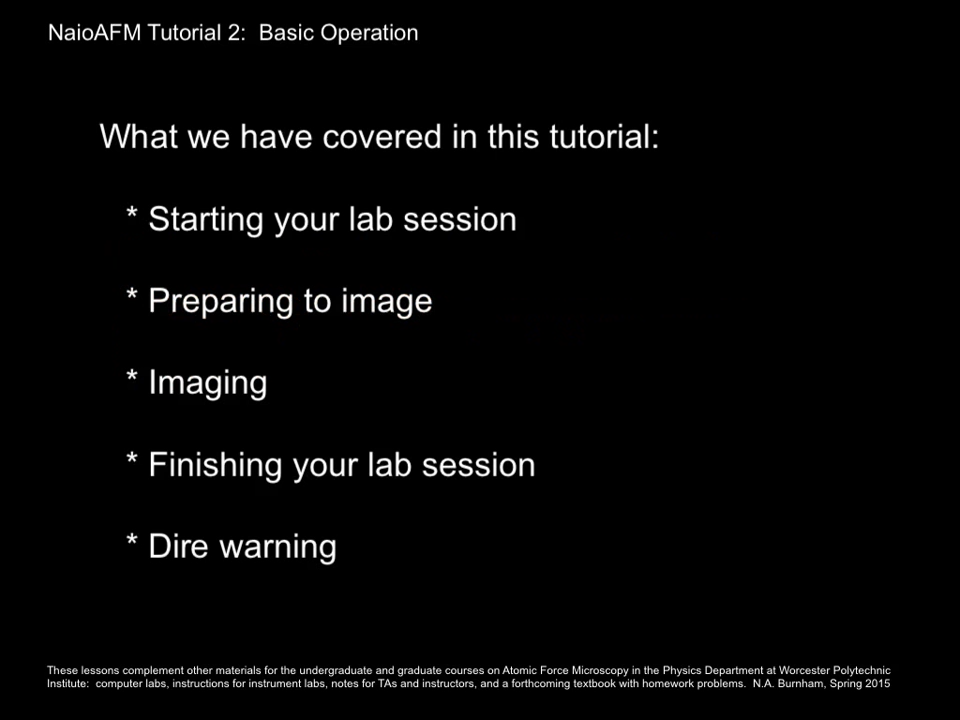 NaioAFM Tutorial 2:  Basic Operation
What we have covered in this tutorial:
* Starting your lab session
* Preparing to image
* Imaging
* Finishing your lab session
* Dire warning
These lessons complement other materials for the undergraduate and graduate courses on Atomic Force Microscopy in the Physics Department at Worcester Polytechnic
Institute:  computer labs, instructions for instrument labs, notes for TAs and instructors, and a forthcoming textbook with homework problems.  N.A. Burnham, Spring 2015